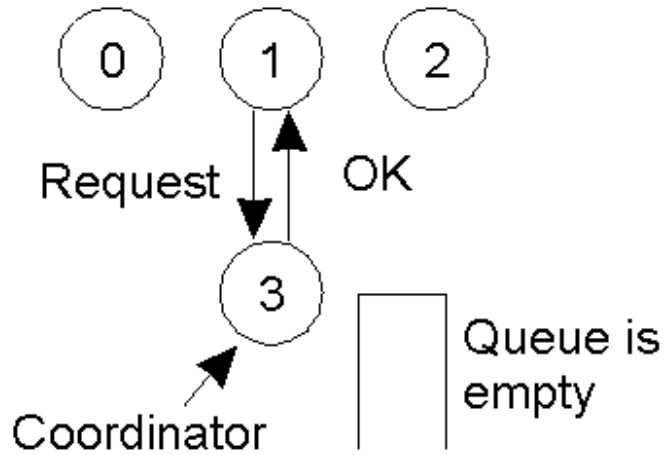 0 1 2
Request OK
3
Queue is
empty
Coordinator